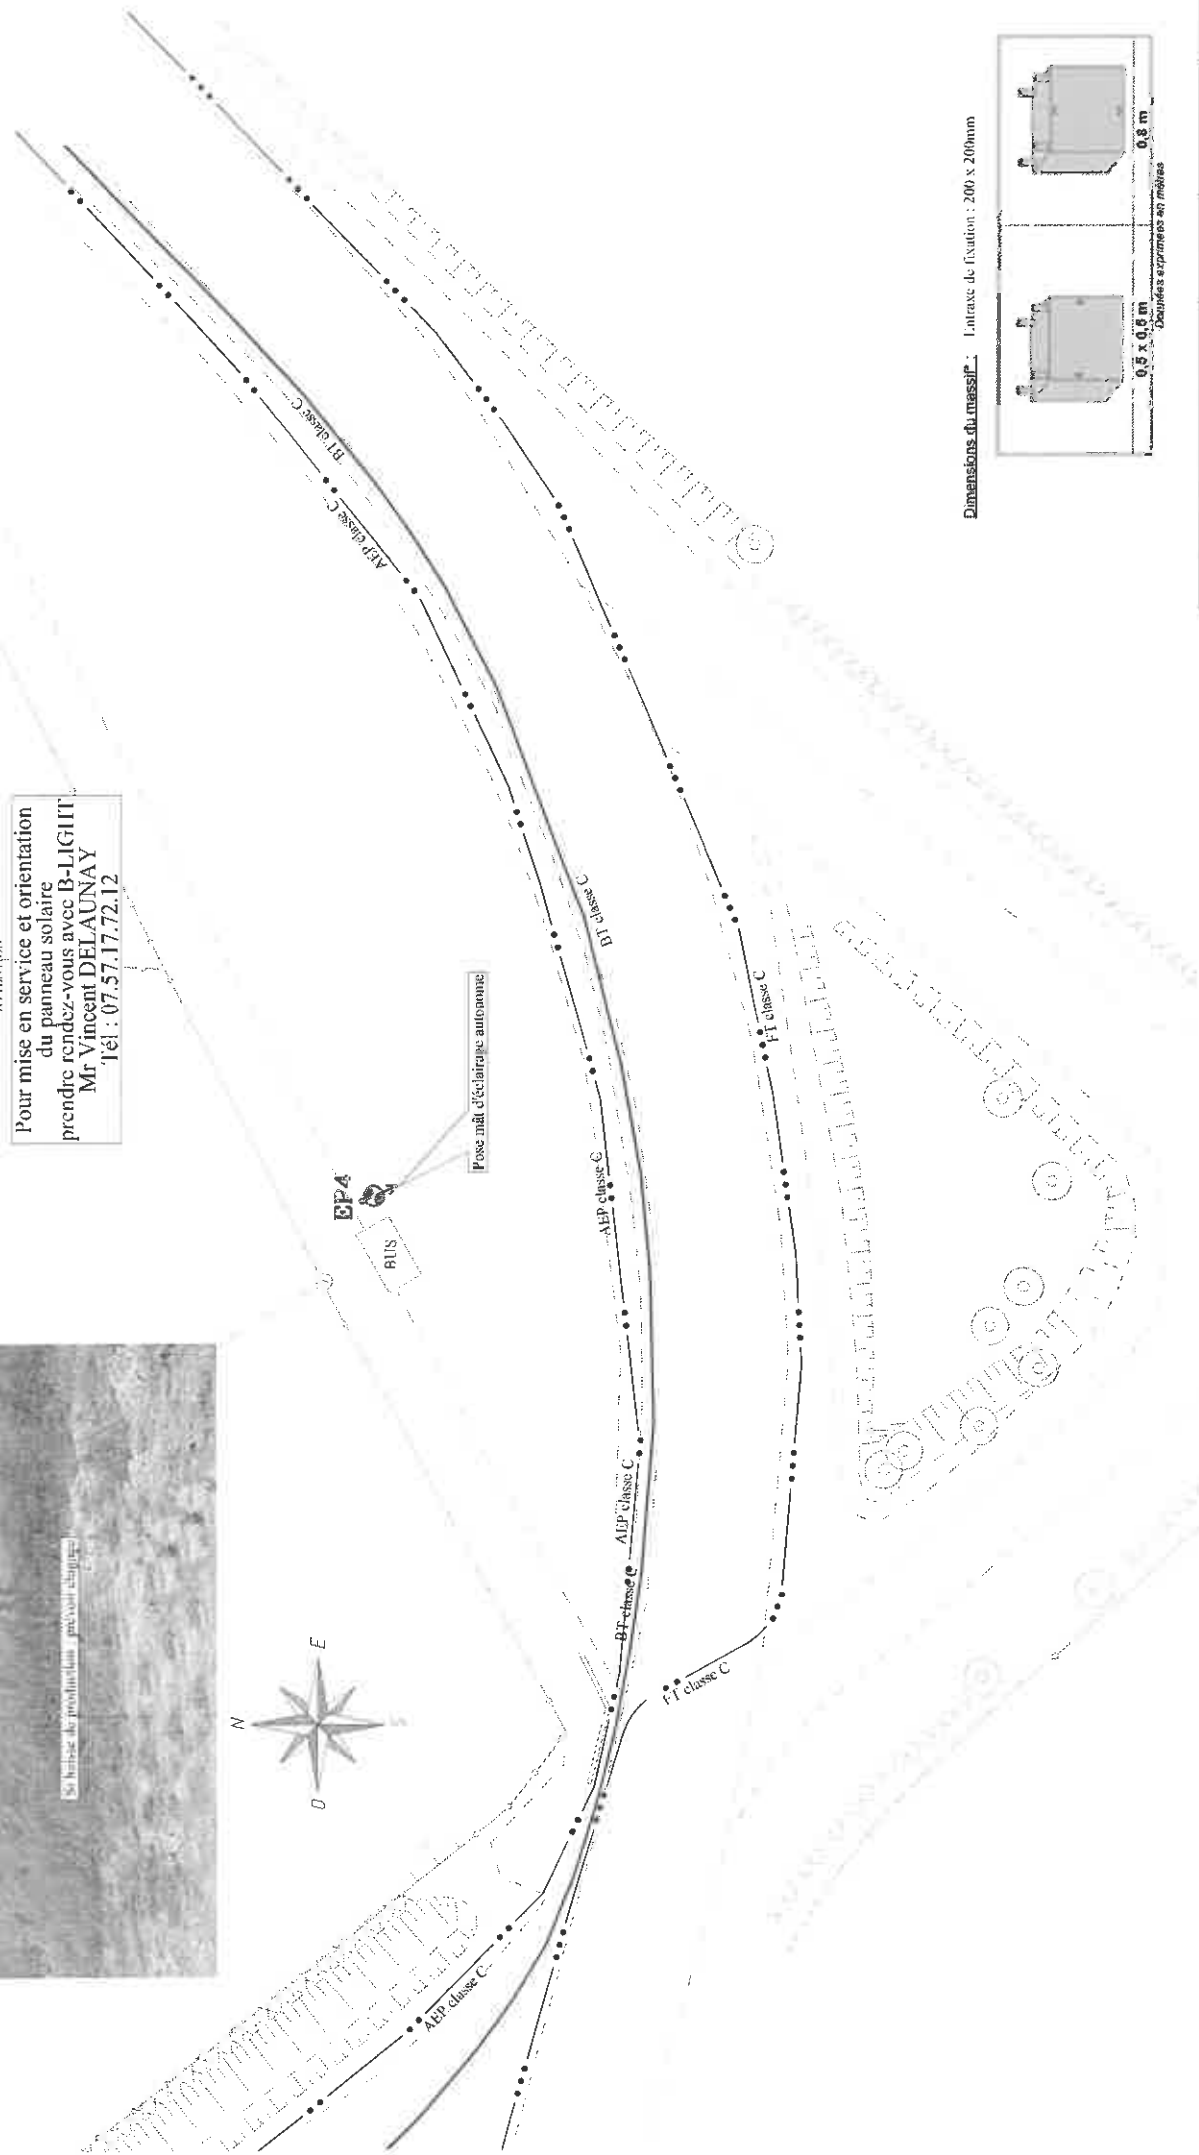 Pour mise en service et orientation
du panneau solaire
prendre rendez-vous avec B-LIGHT
Mr Vincent DELAUNAY
Tél : 07.57.17.72.12
EP4
BUS
Pose mât d'éclairage autonome
N
E
S
O
AEP classe C
BT classe C
AEP classe C
BT classe C
FT classe C
AEP classe C
AEP classe C
BT classe C
FT classe C
Dimensions du massif* : Entraxe de fixation : 200 x 200mm
0,5 x 0,5 m
0,8 m
Données exprimées en mètres